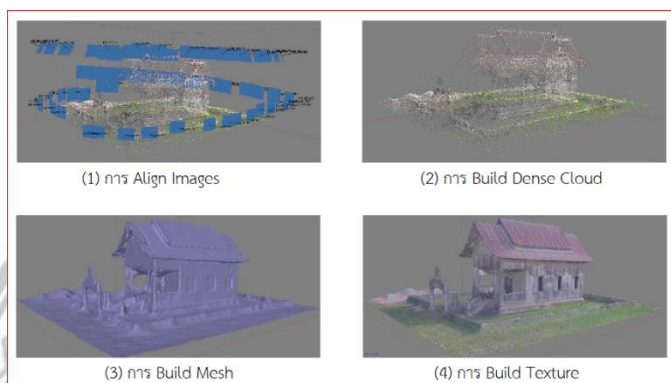 (1) การ Align Images
(2) การ Build Dense Cloud
(3) การ Build Mesh
(4) การ Build Texture